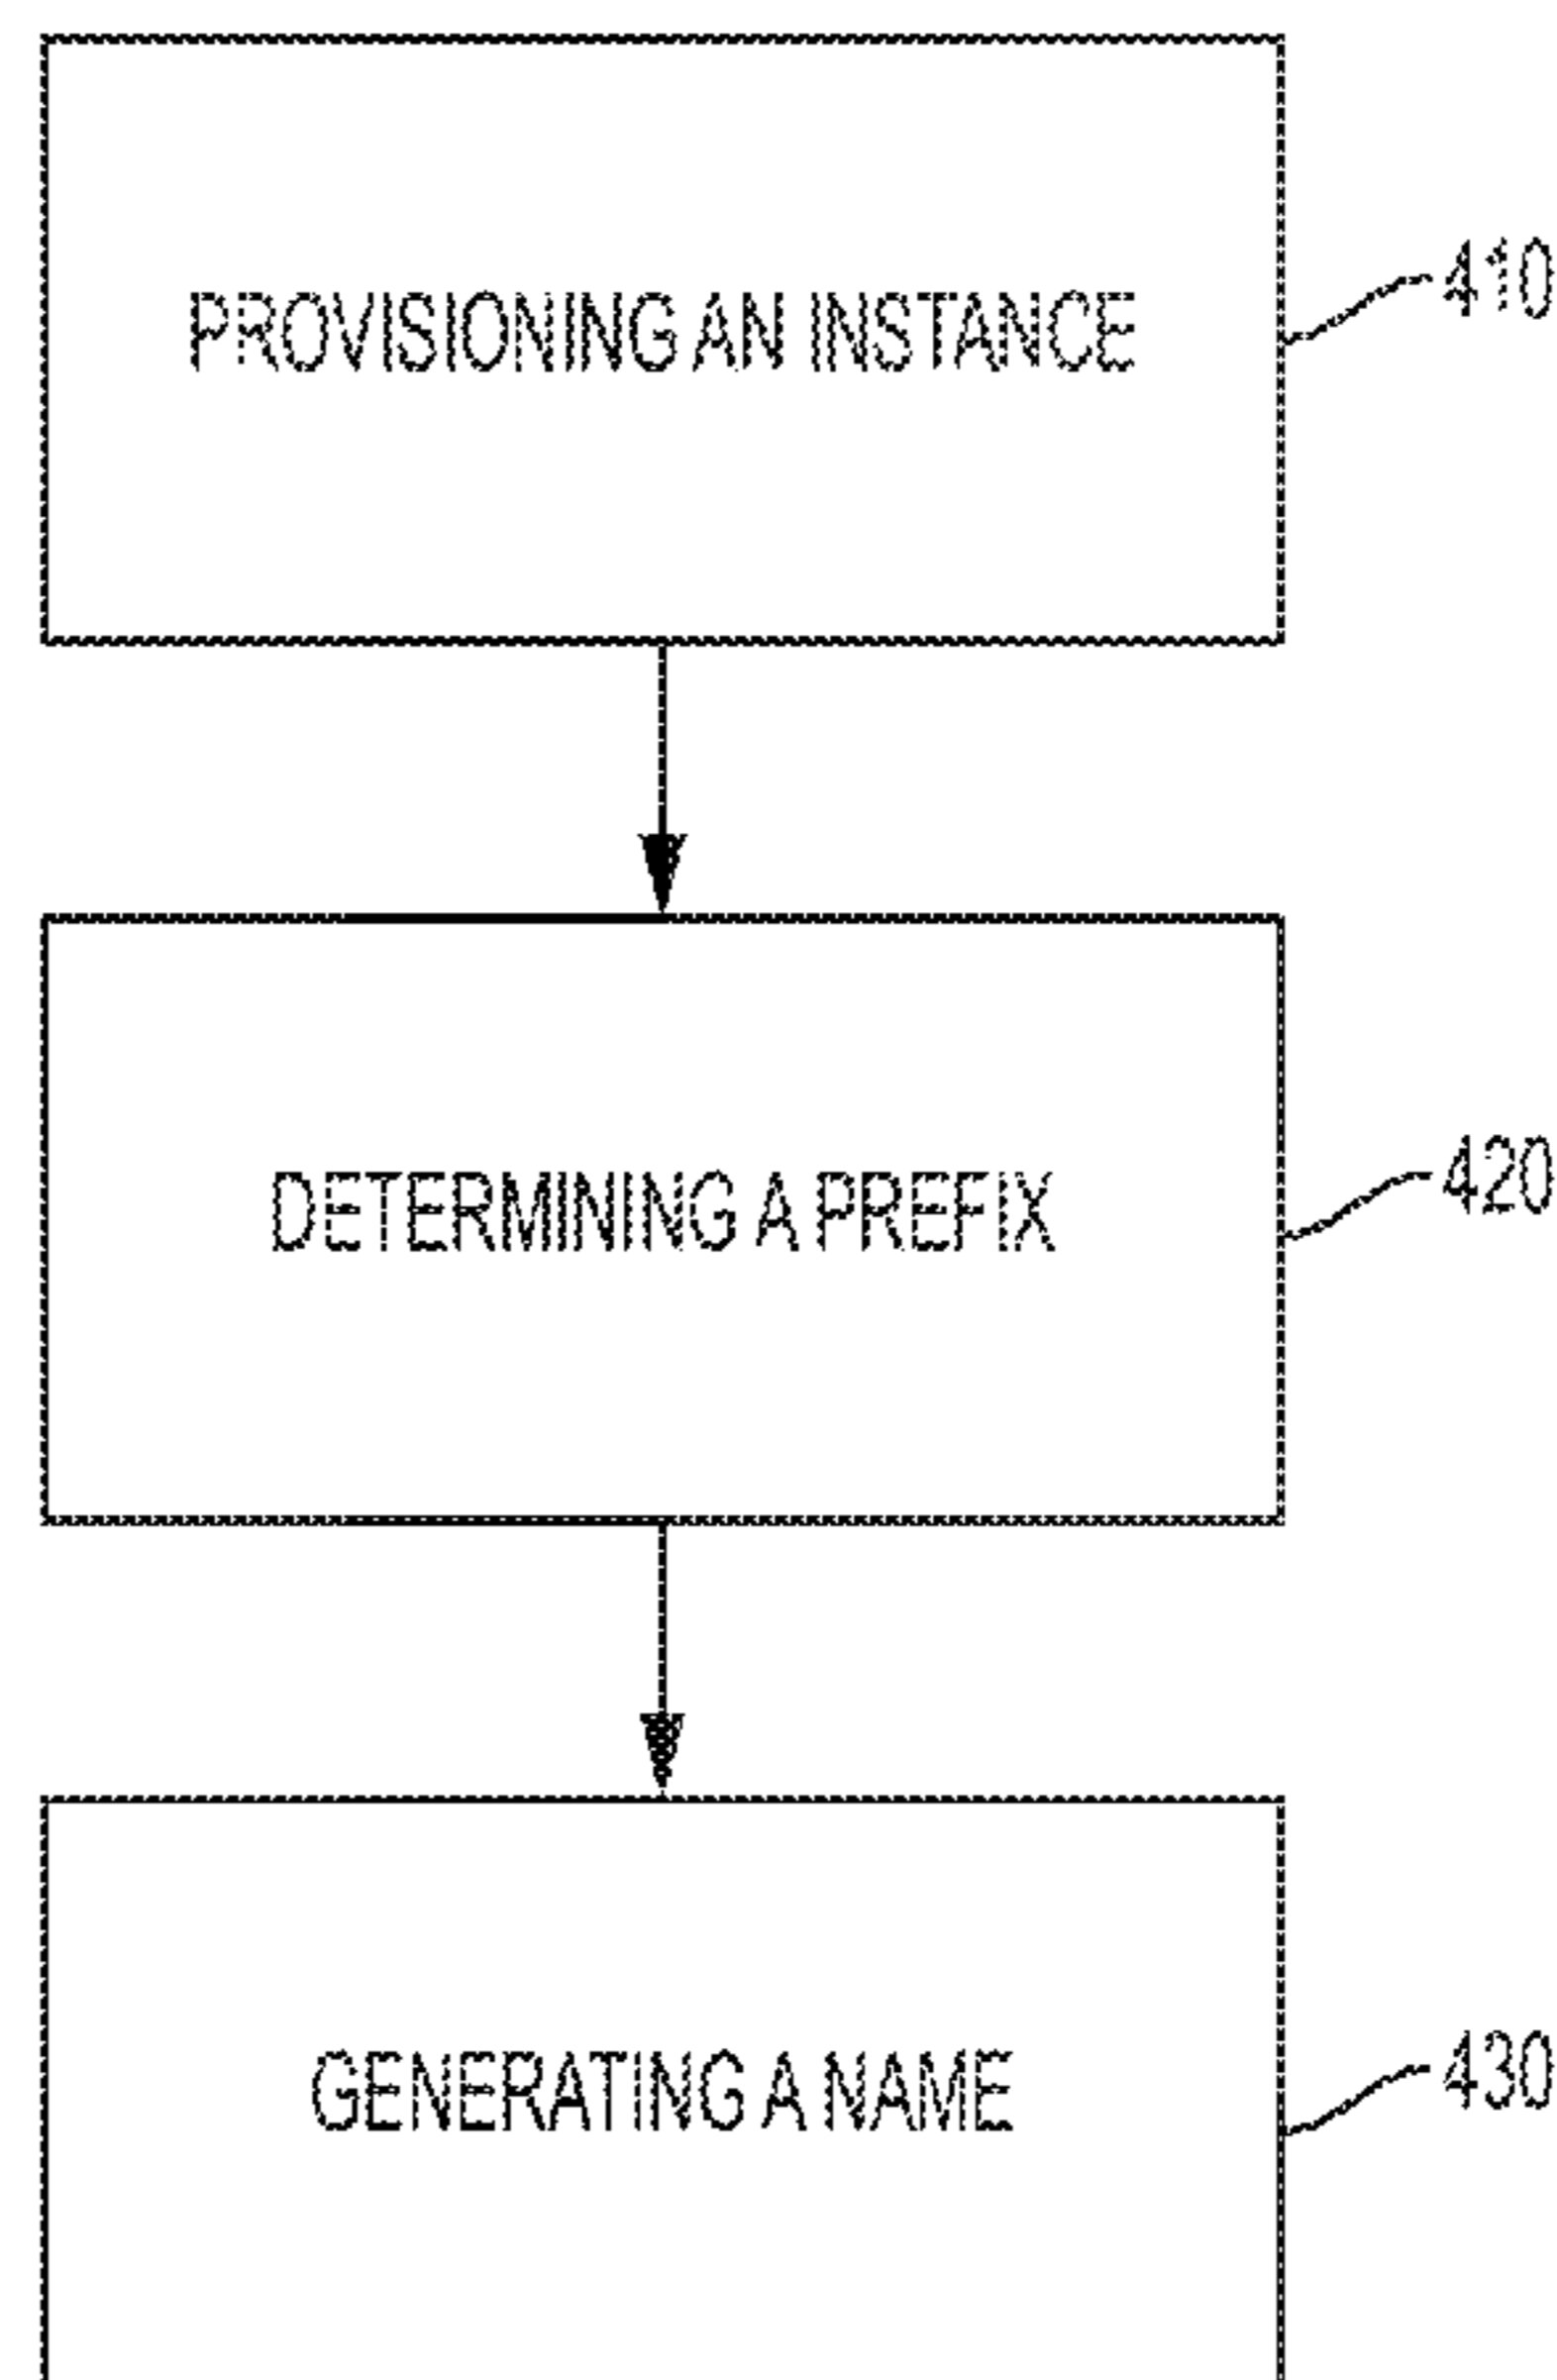 PROVISIONING AN INSTANCE
410
DETERMINING A PREFIX
420
GENERATING A NAME
430